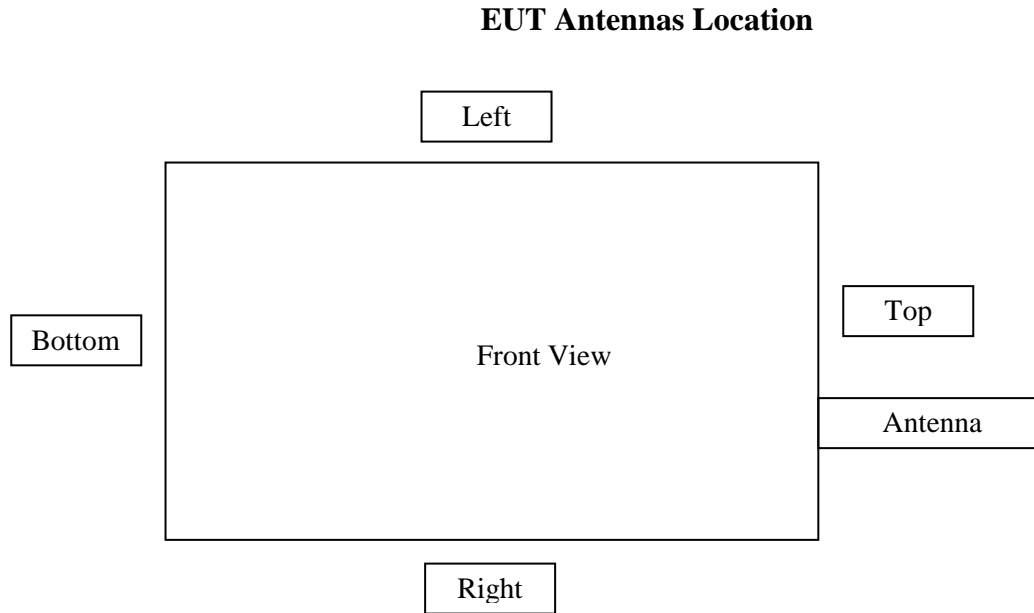 EUT Antennas Location
Left
Top
Bottom
Front View
Antenna
Right